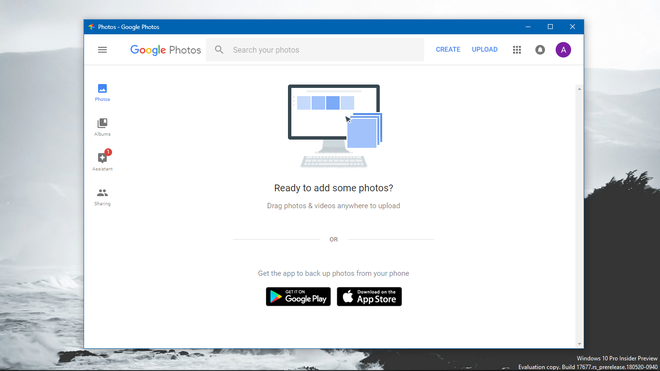 Photos - Google Photos
Google Photos
Search your photos
CREATE
UPLOAD
A
Photos
Albums
1
Assistant
Sharing
Ready to add some photos?
Drag photos & videos anywhere to upload
OR
Get the app to back up photos from your phone
GET IT ON
Google Play
Download on the
App Store
Windows 10 Pro Insider Preview
Evaluation copy. Build 17677.rs_prerelease.180530-0940